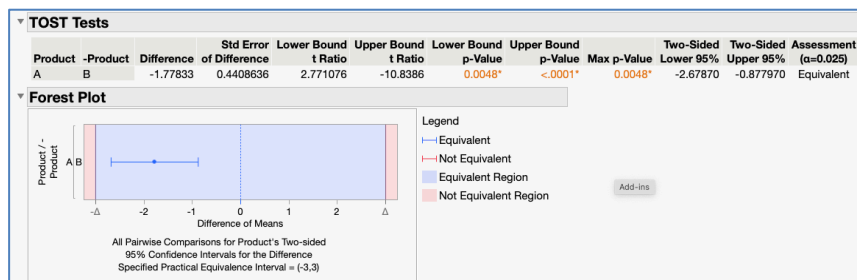 TOST Tests
Std Error Lower Bound Upper Bound Lower Bound Upper Bound Two-Sided Two-Sided Assessment
Product -Product Difference of Difference t Ratio t Ratio p-Value p-Value Max p-Value Lower 95% Upper 95% (α=0.025)
A B -1.77833 0.4408636 2.771076 -10.8386 0.0048* <.0001* 0.0048* -2.67870 -0.877970 Equivalent
Forest Plot
Product / -
Product
A B
-Δ -2 -1 0 1 2 Δ
Difference of Means
All Pairwise Comparisons for Product's Two-sided
95% Confidence Intervals for the Difference
Specified Practical Equivalence Interval = (-3,3)
Legend
Equivalent
Not Equivalent
Equivalent Region
Not Equivalent Region
Add-ins